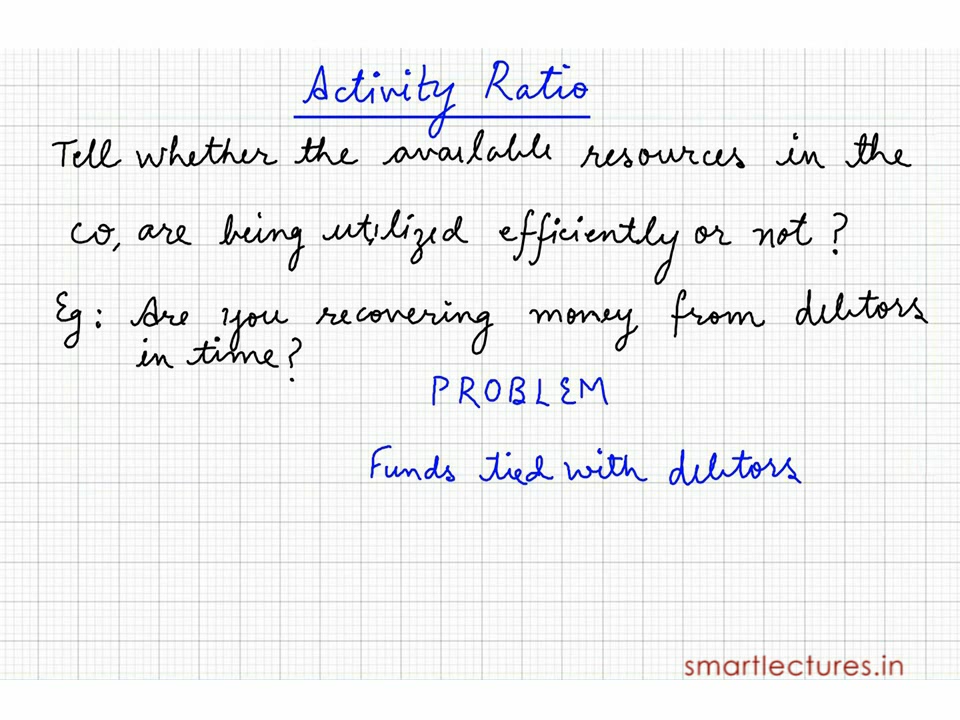 Activity Ratio
Tell whether the available resources in the
co, are being utilized efficiently or not?
Eg: Are you recovering money from debtors
in time?
PROBLEM
Funds tied with debtors
smartlectures.in